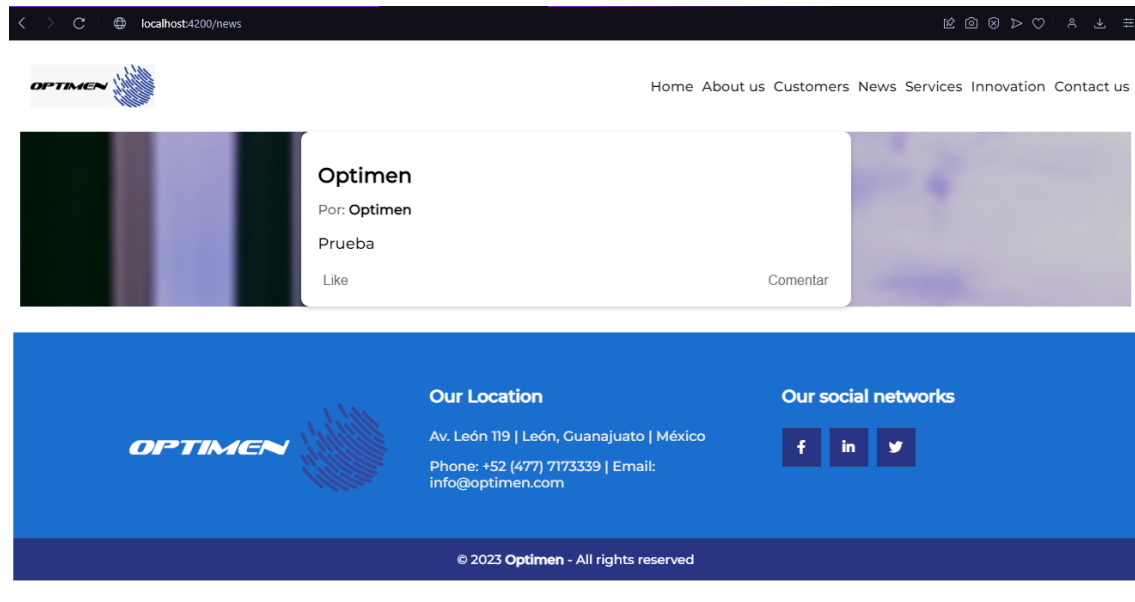 localhost:4200/news
OPTIMEN
Home About us Customers News Services Innovation Contact us
Optimen
Por: Optimen
Prueba
Like Comentar
OPTIMEN
Our Location
Av. León 119 | León, Guanajuato | México
Phone: +52 (477) 7173339 | Email:
info@optimen.com
Our social networks
f in
© 2023 Optimen - All rights reserved